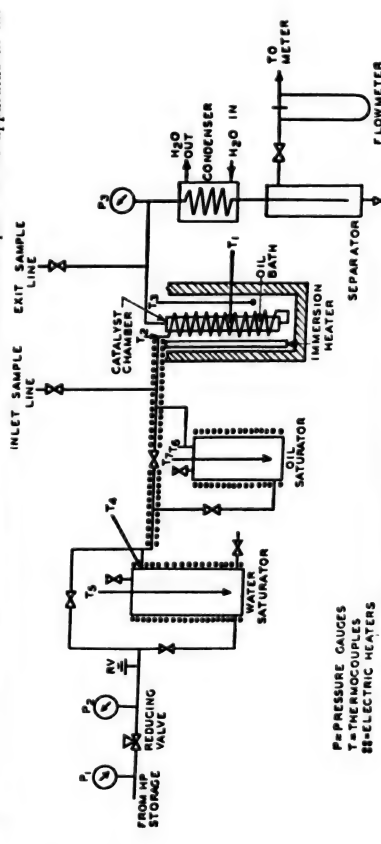 INLET SAMPLE
LINE
EXIT SAMPLE
LINE
P1
P2
P3
RV
REDUCING
VALVE
FROM HP
STORAGE
T5
T4
WATER
SATURATOR
T7
T6
OIL
SATURATOR
CATALYST
CHAMBER
T2
T3
T1
OIL
BATH
IMMERSION
HEATER
H2O
OUT
CONDENSER
H2O IN
SEPARATOR
TO
METER
FLOWMETER
P=PRESSURE GAUGES
T=THERMOCOUPLES
=ELECTRIC HEATERS